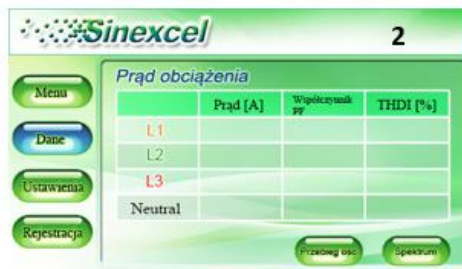 Sinexcel
2
Prąd obciążenia
Menu
Prąd [A] Współczynnik PF THDI [%]
Dane
L1
L2
Ustawienia
L3
Neutral
Rejestracja
Przebieg osc Spektrum